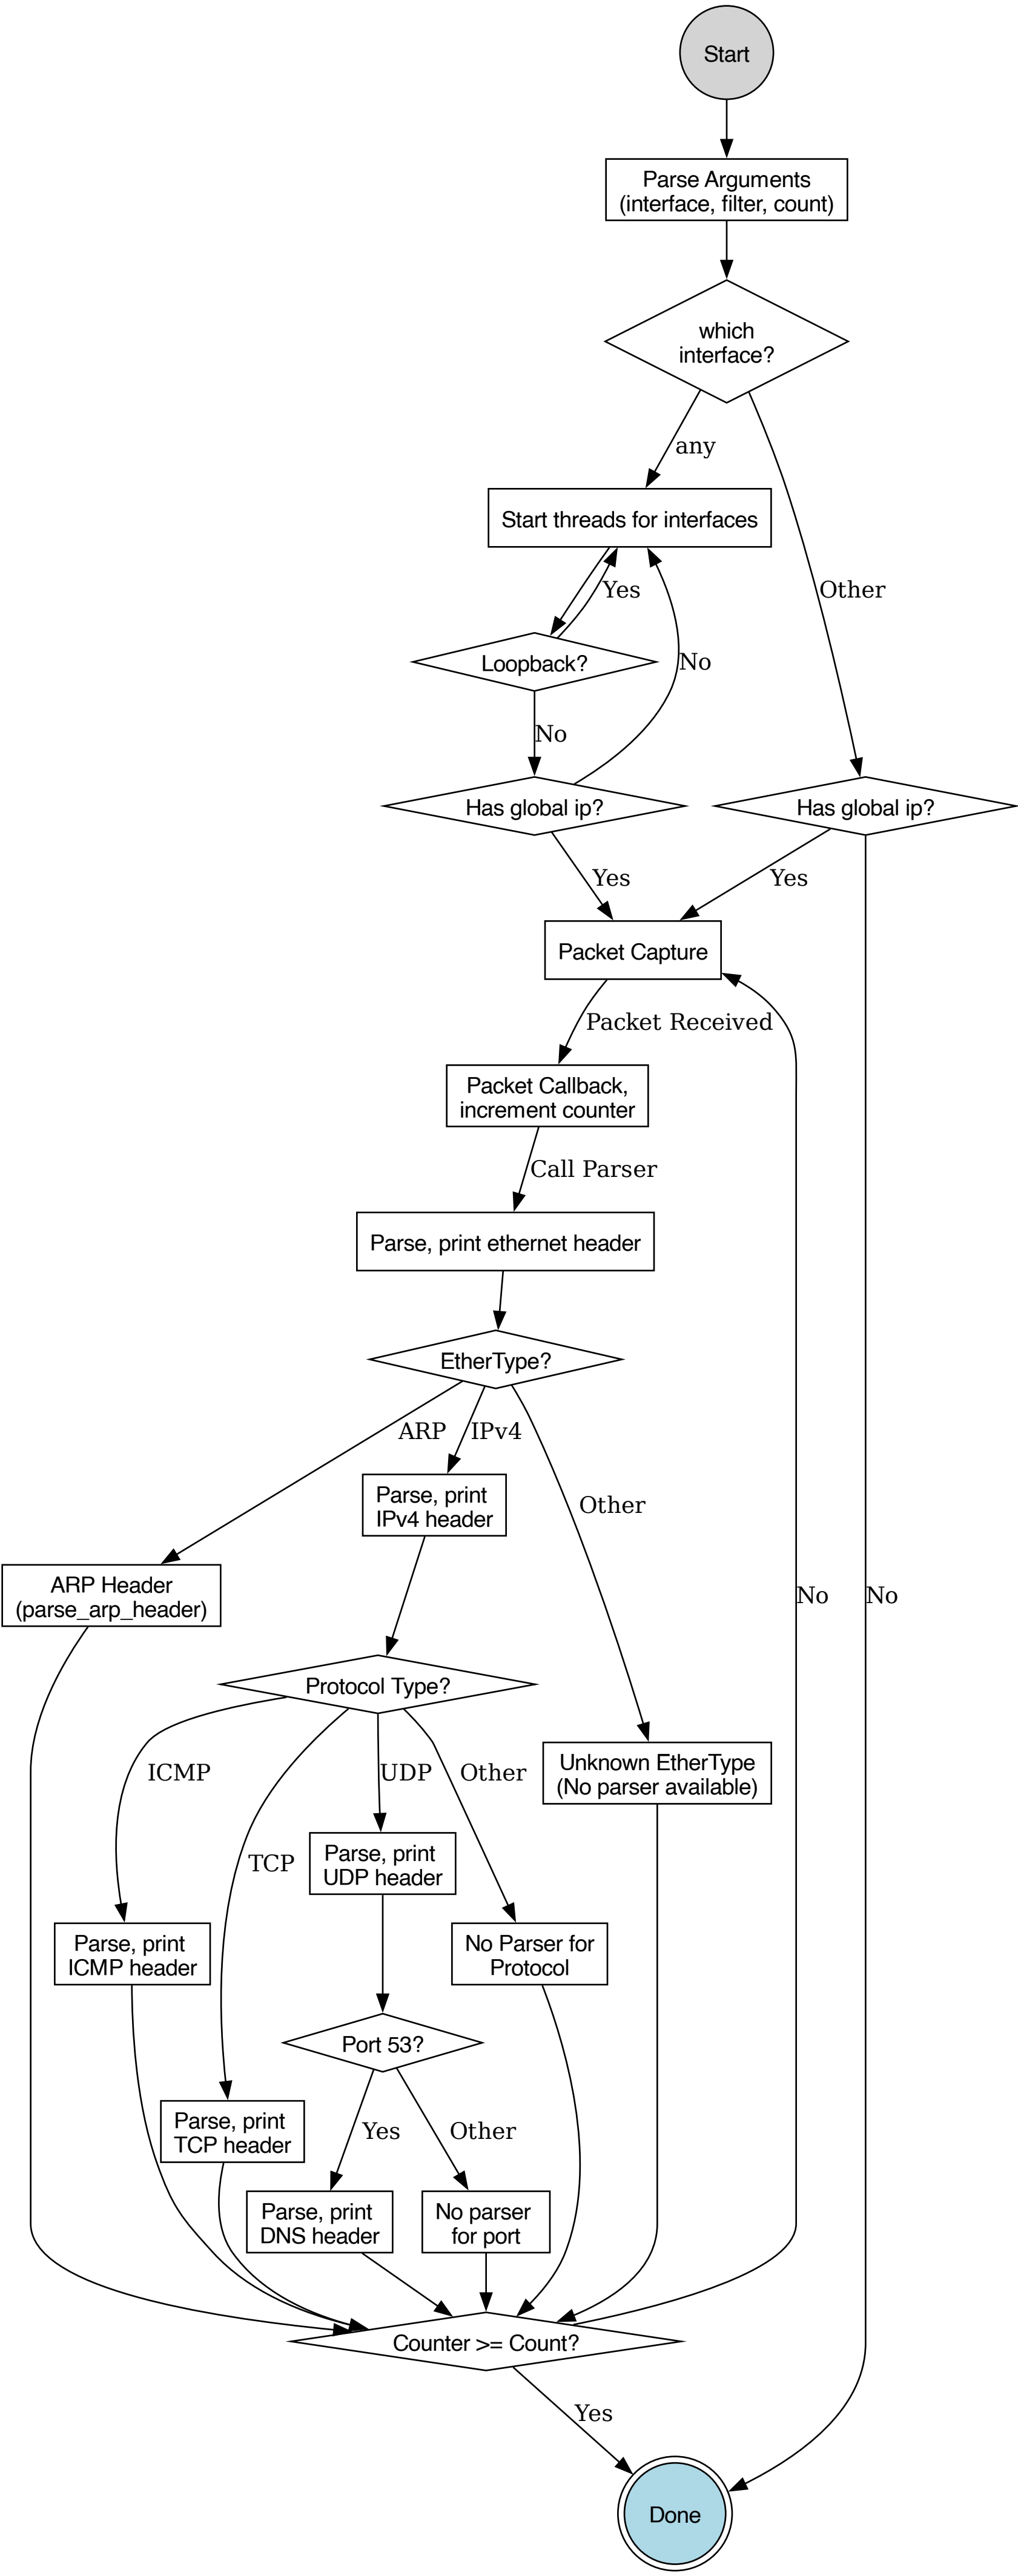 Start
Parse Arguments
(interface, filter, count)
which
interface?
any
Start threads for interfaces
Yes
Other
Loopback?
No
No
Has global ip?
Has global ip?
Yes
Yes
Packet Capture
Packet Received
Packet Callback,
increment counter
Call Parser
Parse, print ethernet header
EtherType?
ARP
IPv4
Parse, print
IPv4 header
Other
ARP Header
(parse_arp_header)
No
No
Protocol Type?
ICMP
UDP
Other
Unknown EtherType
(No parser available)
TCP
Parse, print
UDP header
Parse, print
ICMP header
No Parser for
Protocol
Port 53?
Parse, print
TCP header
Yes
Other
Parse, print
DNS header
No parser
for port
Counter >= Count?
Yes
Done